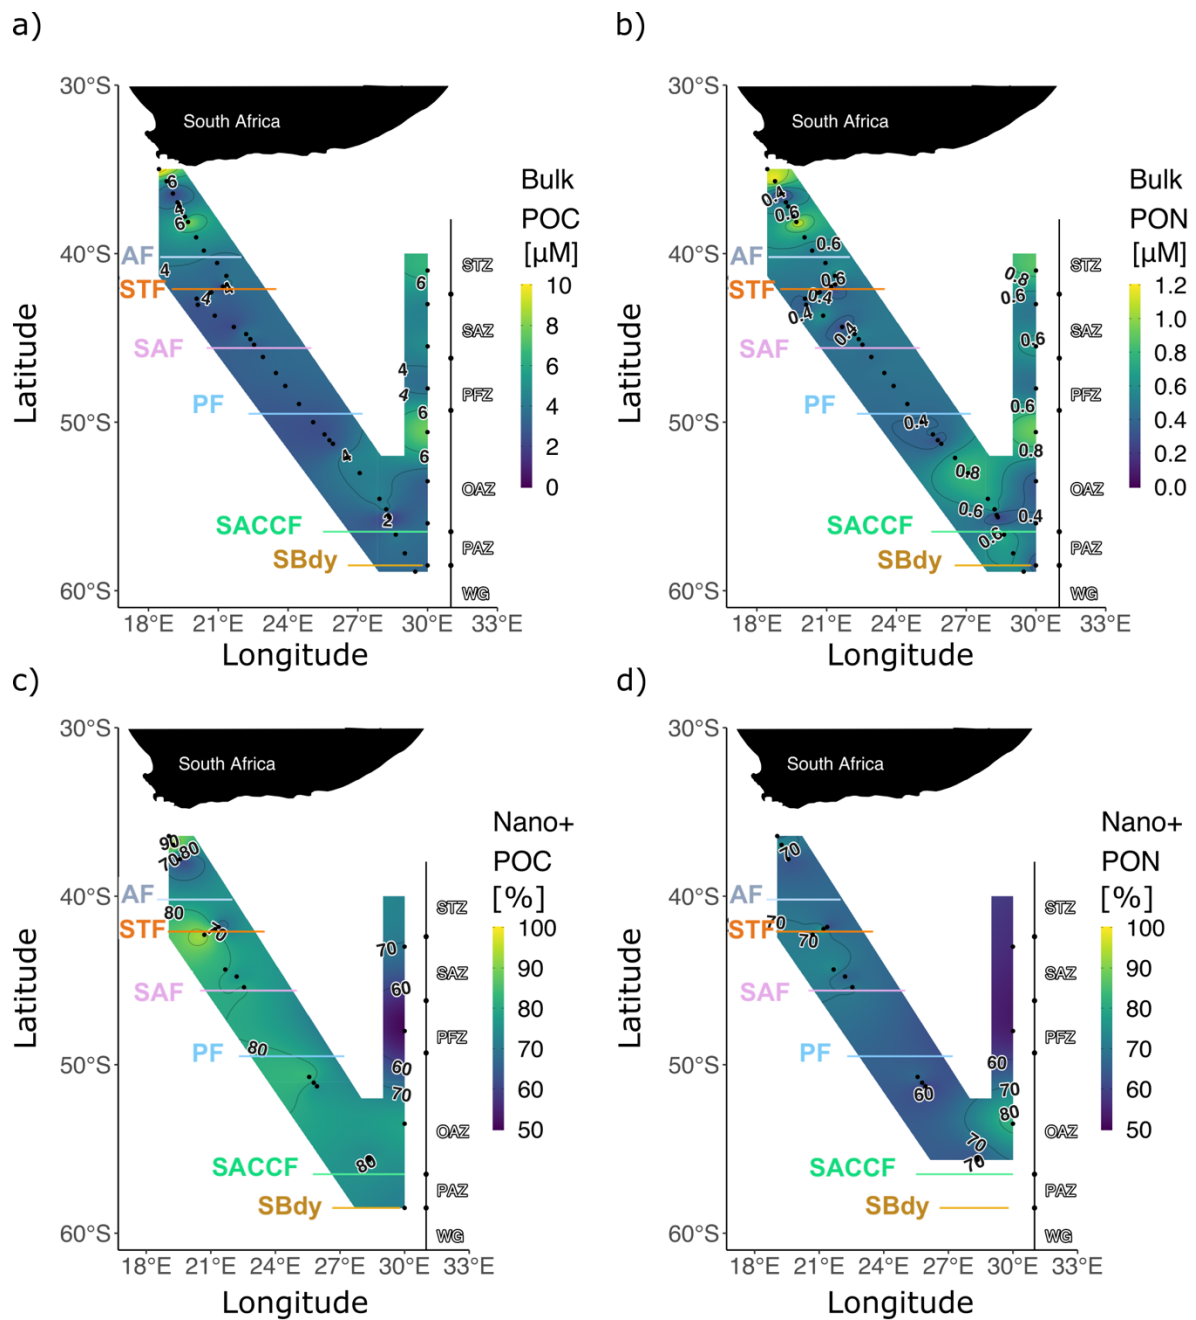 a)
30°S
40°S
50°S
60°S
Latitude
South Africa
AF
STF
SAF
PF
SACCF
SBdy
6
4
6
4
4
4
4
2
6
4
4
6
6
STZ
SAZ
PFZ
OAZ
PAZ
WG
Bulk
POC
[µM]
10
8
6
4
2
0
18°E 21°E 24°E 27°E 30°E 33°E
Longitude
b)
30°S
40°S
50°S
60°S
Latitude
South Africa
AF
STF
SAF
PF
SACCF
SBdy
0.4
0.6
0.6
0.6
0.4
0.4
0.4
0.4
0.8
0.6
0.6
0.4
0.8
0.6
0.6
0.6
0.8
STZ
SAZ
PFZ
OAZ
PAZ
WG
Bulk
PON
[µM]
1.2
1.0
0.8
0.6
0.4
0.2
0.0
18°E 21°E 24°E 27°E 30°E 33°E
Longitude
c)
30°S
40°S
50°S
60°S
Latitude
South Africa
AF
STF
SAF
PF
SACCF
SBdy
90
80
70
80
70
80
80
70
60
60
70
STZ
SAZ
PFZ
OAZ
PAZ
WG
Nano+
POC
[%]
100
90
80
70
60
50
18°E 21°E 24°E 27°E 30°E 33°E
Longitude
d)
30°S
40°S
50°S
60°S
Latitude
South Africa
AF
STF
SAF
PF
SACCF
SBdy
70
70
70
60
60
70
80
70
70
STZ
SAZ
PFZ
OAZ
PAZ
WG
Nano+
PON
[%]
100
90
80
70
60
50
18°E 21°E 24°E 27°E 30°E 33°E
Longitude